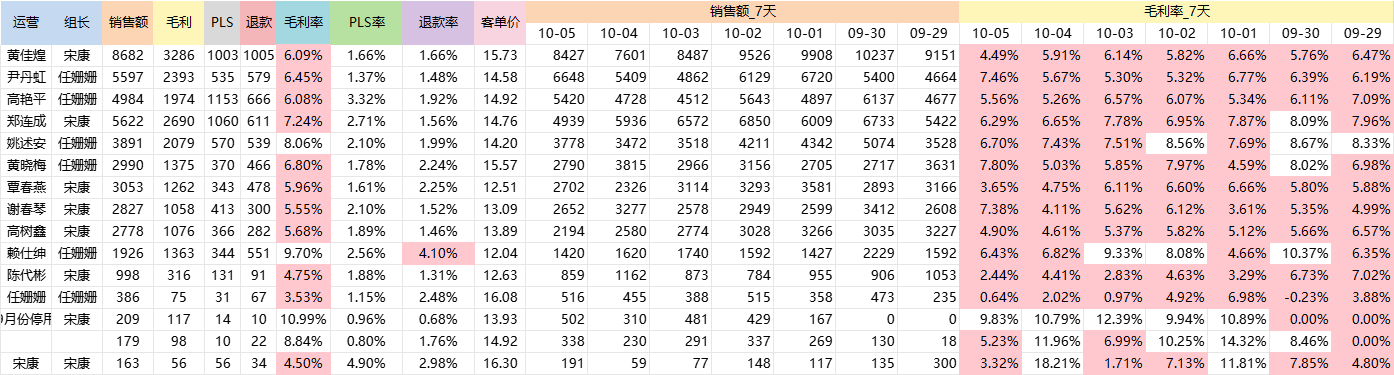 运营 组长 销售额 毛利 PLS 退款 毛利率 PLS率 退款率 客单价 销售额_7天 毛利率_7天
10-05 10-04 10-03 10-02 10-01 09-30 09-29 10-05 10-04 10-03 10-02 10-01 09-30 09-29
黄佳煌 宋康 8682 3286 1003 1005 6.09% 1.66% 1.66% 15.73 8427 7601 8487 9526 9908 10237 9151 4.49% 5.91% 6.14% 5.82% 6.66% 5.76% 6.47%
尹丹虹 任姗姗 5597 2393 535 579 6.45% 1.37% 1.48% 14.58 6648 5409 4862 6129 6720 5400 4664 7.46% 5.67% 5.30% 5.32% 6.77% 6.39% 6.19%
高艳平 任姗姗 4984 1974 1153 666 6.08% 3.32% 1.92% 14.92 5420 4728 4512 5643 4897 6137 4677 5.56% 5.26% 6.57% 6.07% 5.34% 6.11% 7.09%
郑连成 宋康 5622 2690 1060 611 7.24% 2.71% 1.56% 14.76 4939 5936 6572 6850 6009 6733 5422 6.29% 6.65% 7.78% 6.95% 7.87% 8.09% 7.96%
姚述安 任姗姗 3891 2079 570 539 8.06% 2.10% 1.99% 14.20 3778 3472 3518 4211 4342 5074 3528 6.70% 7.43% 7.51% 8.56% 7.69% 8.67% 8.33%
黄晓梅 任姗姗 2990 1375 370 466 6.80% 1.78% 2.24% 15.57 2790 3815 2966 3156 2705 2717 3631 7.80% 5.03% 5.85% 7.97% 4.59% 8.02% 6.98%
覃春燕 宋康 3053 1262 343 478 5.96% 1.61% 2.25% 12.51 2702 2326 3114 3293 3581 2893 3166 3.65% 4.75% 6.11% 6.60% 6.66% 5.80% 5.88%
谢春琴 宋康 2827 1058 413 300 5.55% 2.10% 1.52% 13.09 2652 3277 2578 2949 2599 3412 2608 7.38% 4.11% 5.62% 6.12% 3.61% 5.35% 4.99%
高树鑫 宋康 2778 1076 366 282 5.68% 1.89% 1.46% 13.89 2194 2580 2774 3028 3266 3035 3227 4.90% 4.61% 5.37% 5.82% 5.12% 5.66% 6.57%
赖仕绅 任姗姗 1926 1363 344 551 9.70% 2.56% 4.10% 12.04 1420 1620 1740 1592 1427 2229 1592 6.43% 6.82% 9.33% 8.08% 4.66% 10.37% 6.35%
陈代彬 宋康 998 316 131 91 4.75% 1.88% 1.31% 12.63 859 1162 873 784 955 906 1053 2.44% 4.41% 2.83% 4.63% 3.29% 6.73% 7.02%
任姗姗 任姗姗 386 75 31 67 3.53% 1.15% 2.48% 16.08 516 455 388 515 358 473 235 0.64% 2.02% 0.97% 4.92% 6.98% -0.23% 3.88%
月份停用 宋康 209 117 14 10 10.99% 0.96% 0.68% 13.93 502 310 481 429 167 0 0 9.83% 10.79% 12.39% 9.94% 10.89% 0.00% 0.00%
179 98 10 22 8.84% 0.80% 1.76% 14.92 338 230 291 337 269 130 18 5.23% 11.96% 6.99% 10.25% 14.32% 8.46% 0.00%
宋康 宋康 163 56 56 34 4.50% 4.90% 2.98% 16.30 191 59 77 148 117 135 300 3.32% 18.21% 1.71% 7.13% 11.81% 7.85% 4.80%